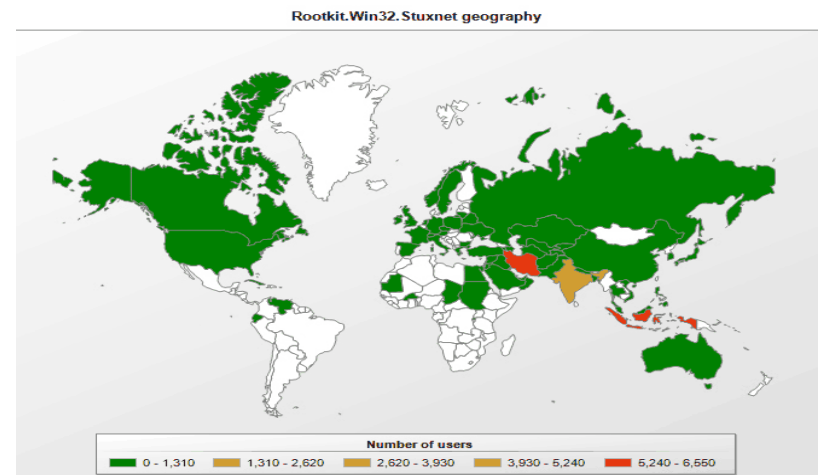 Rootkit.Win32.Stuxnet geography
Number of users
0 - 1,310 1,310 - 2,620 2,620 - 3,930 3,930 - 5,240 5,240 - 6,550